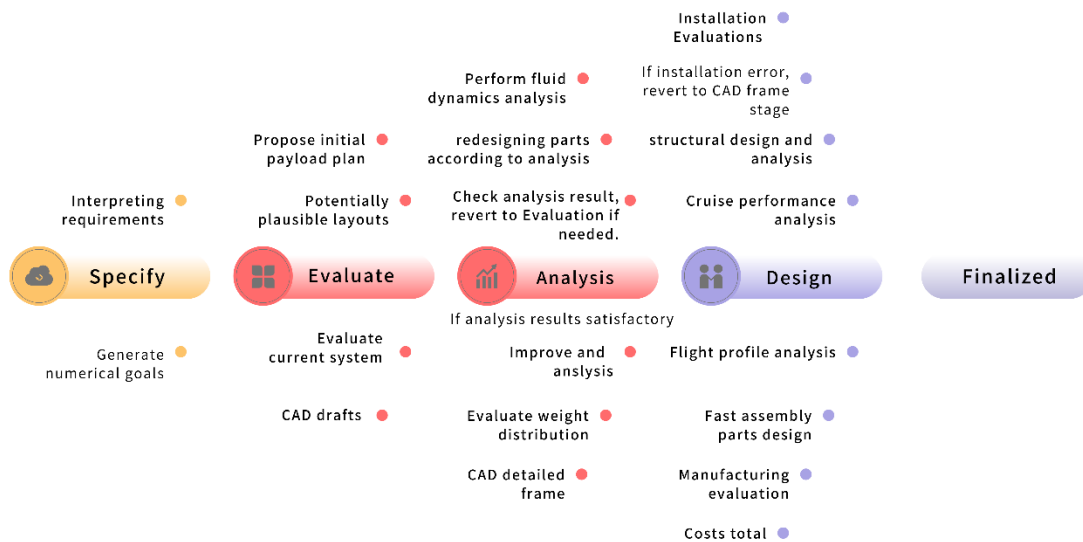 Installation
Evaluations
If installation error,
revert to CAD frame
stage
Perform fluid
dynamics analysis
Propose initial
payload plan
redesigning parts
according to analysis
structural design and
analysis
Interpreting
requirements
Potentially
plausible layouts
Check analysis result,
revert to Evaluation if
needed.
Cruise performance
analysis
Specify
Evaluate
Analysis
Design
Finalized
If analysis results satisfactory
Generate
numerical goals
Evaluate
current system
Improve and
anslysis
Flight profile analysis
CAD drafts
Evaluate weight
distribution
Fast assembly
parts design
CAD detailed
frame
Manufacturing
evaluation
Costs total